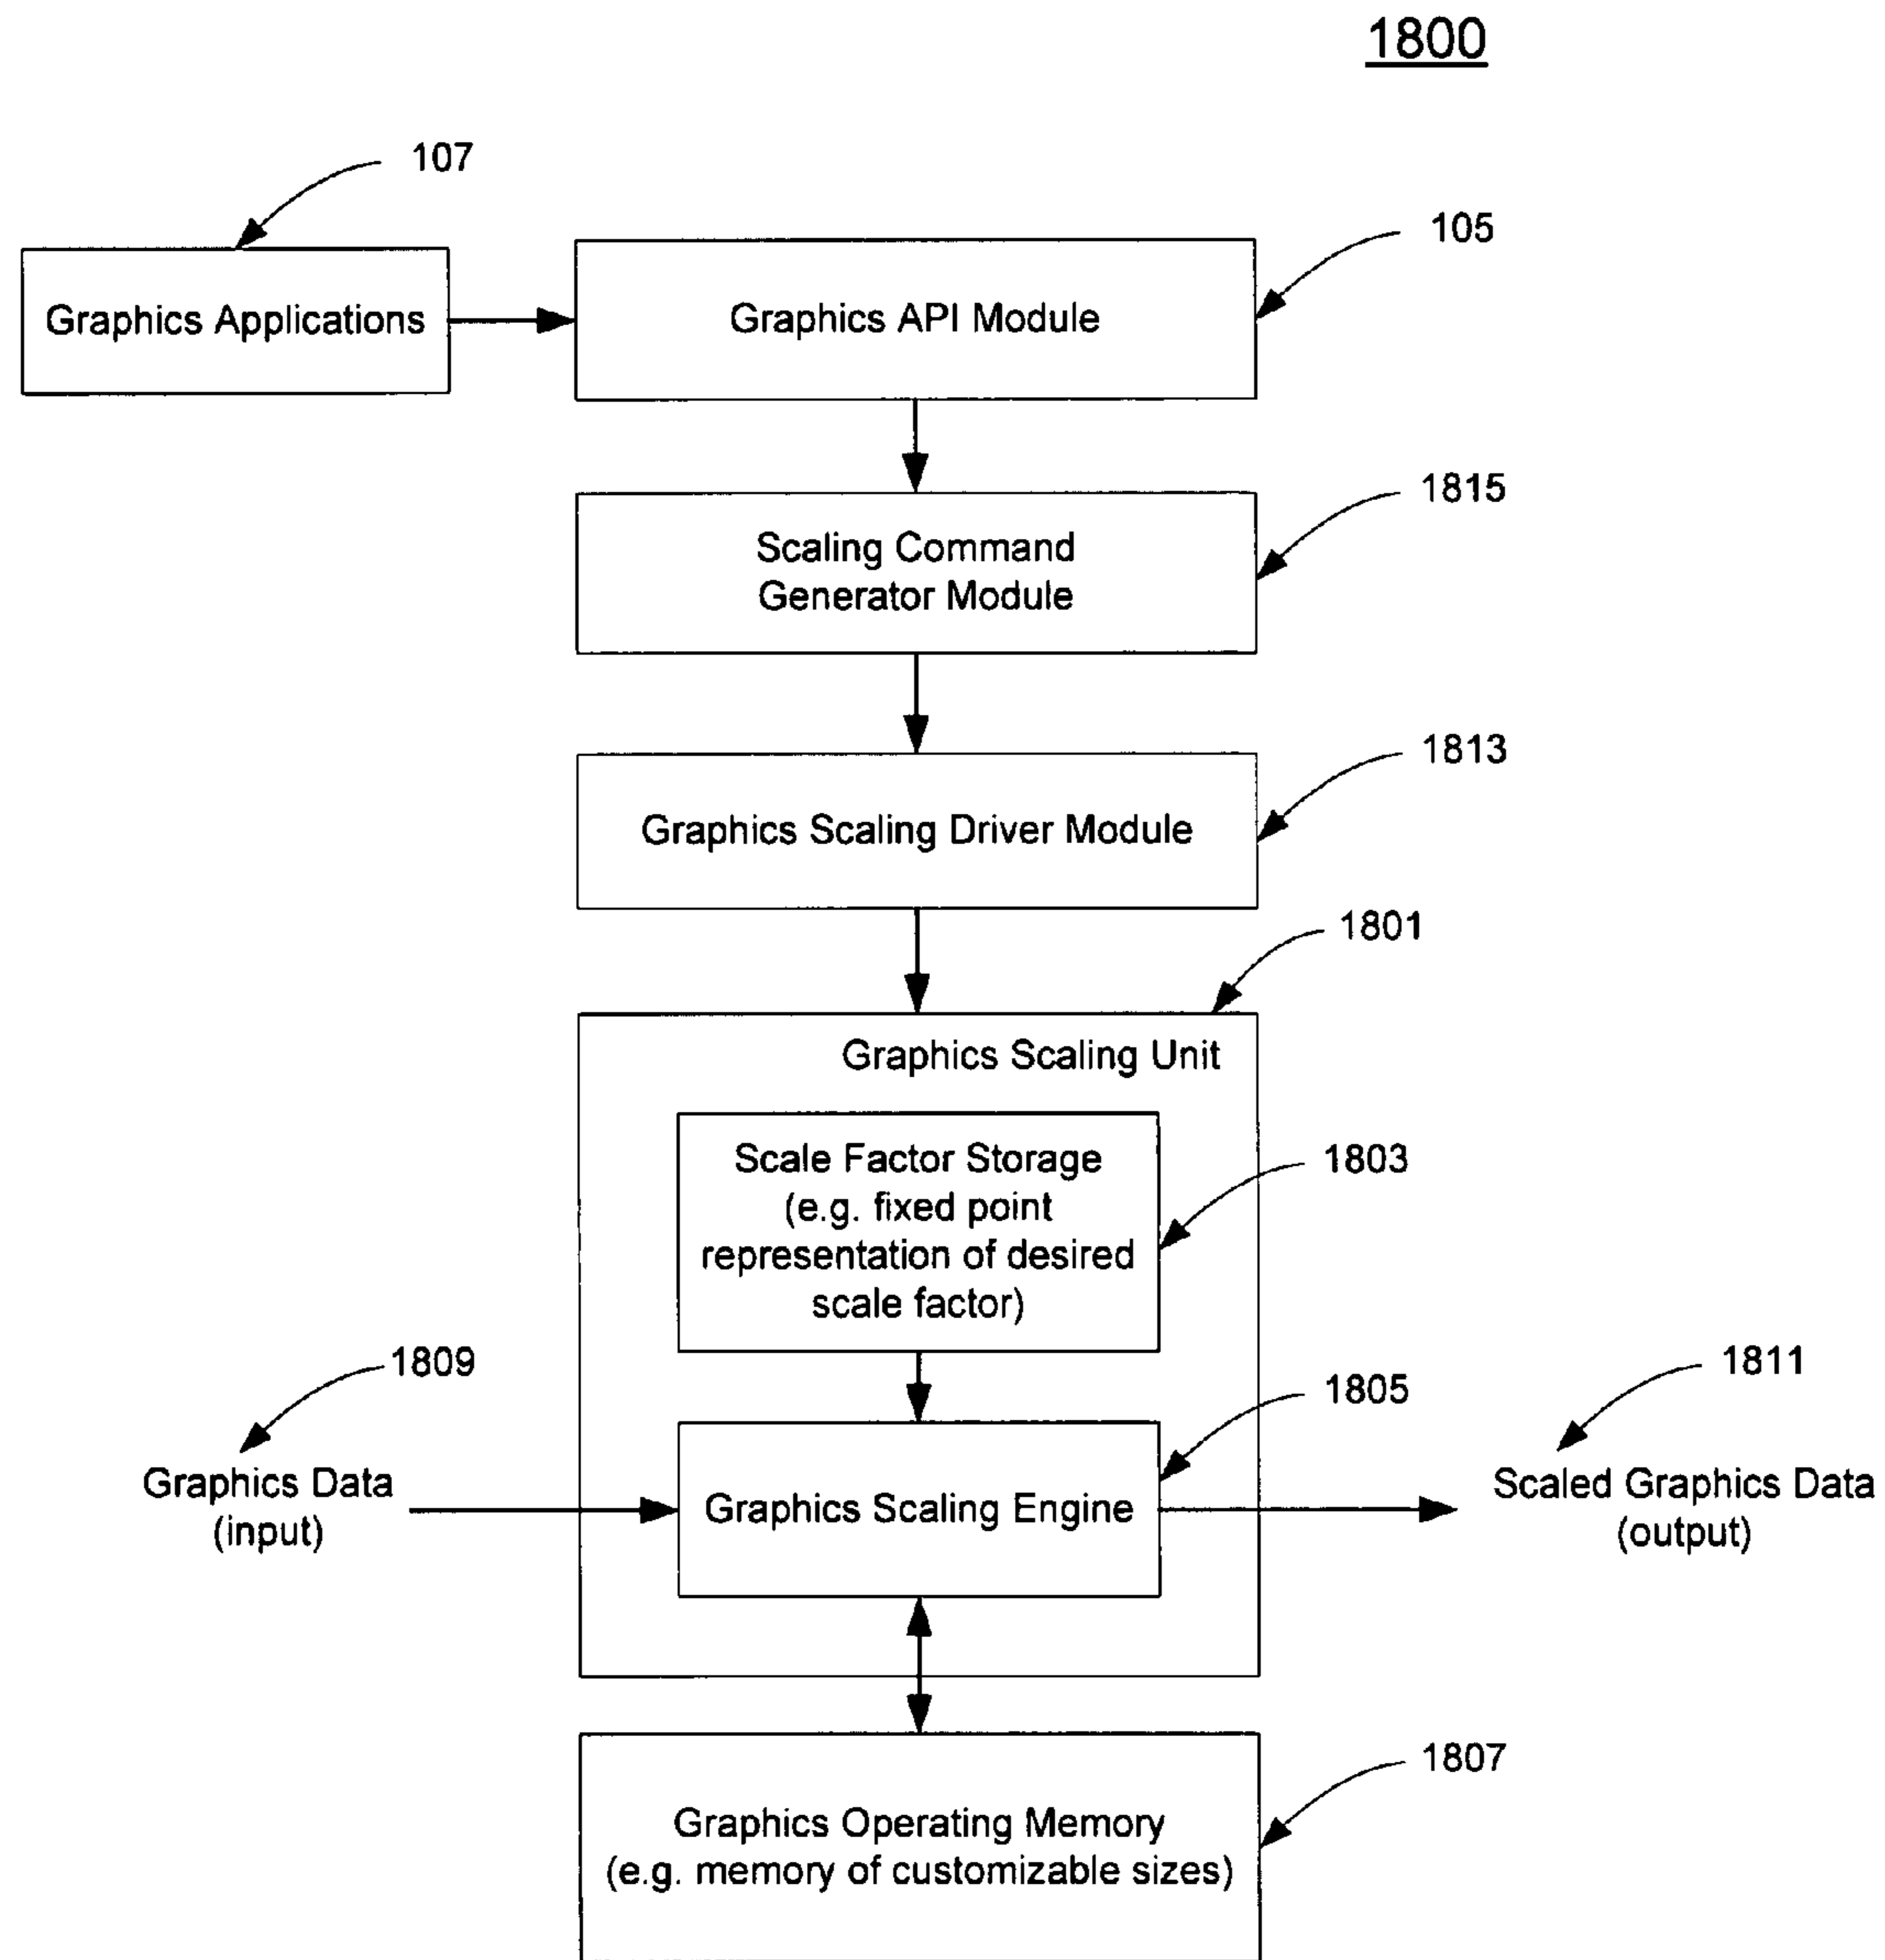 1800
107
105
Graphics Applications
Graphics API Module
1815
Scaling Command
Generator Module
1813
Graphics Scaling Driver Module
1801
Graphics Scaling Unit
Scale Factor Storage
(e.g. fixed point
representation of desired
scale factor)
1803
1809
1811
1805
Graphics Data
(input)
Graphics Scaling Engine
Scaled Graphics Data
(output)
1807
Graphics Operating Memory
(e.g. memory of customizable sizes)